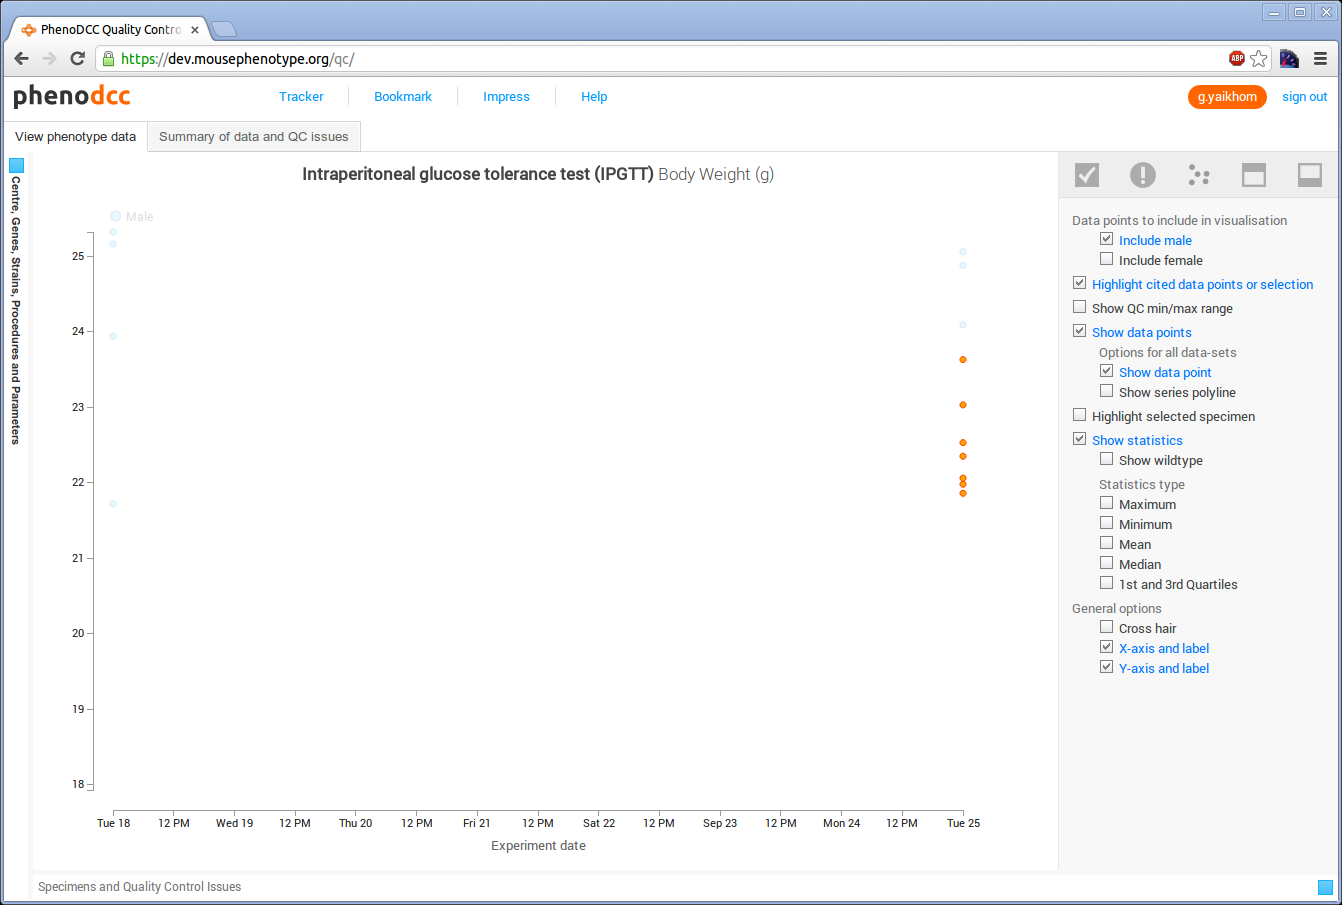 PhenoDCC Quality Contro
https://dev.mousephenotype.org/qc/
ABP
phenodcc
Tracker
Bookmark
Impress
Help
g.yaikhom
sign out
View phenotype data
Summary of data and QC issues
Centre, Genes, Strains, Procedures and Parameters
Intraperitoneal glucose tolerance test (IPGTT) Body Weight (g)
Male
25
24
23
22
21
20
19
18
Tue 18
12 PM
Wed 19
12 PM
Thu 20
12 PM
Fri 21
12 PM
Sat 22
12 PM
Sep 23
12 PM
Mon 24
12 PM
Tue 25
Experiment date
Data points to include in visualisation
Include male
Include female
Highlight cited data points or selection
Show QC min/max range
Show data points
Options for all data-sets
Show data point
Show series polyline
Highlight selected specimen
Show statistics
Show wildtype
Statistics type
Maximum
Minimum
Mean
Median
1st and 3rd Quartiles
General options
Cross hair
X-axis and label
Y-axis and label
Specimens and Quality Control Issues